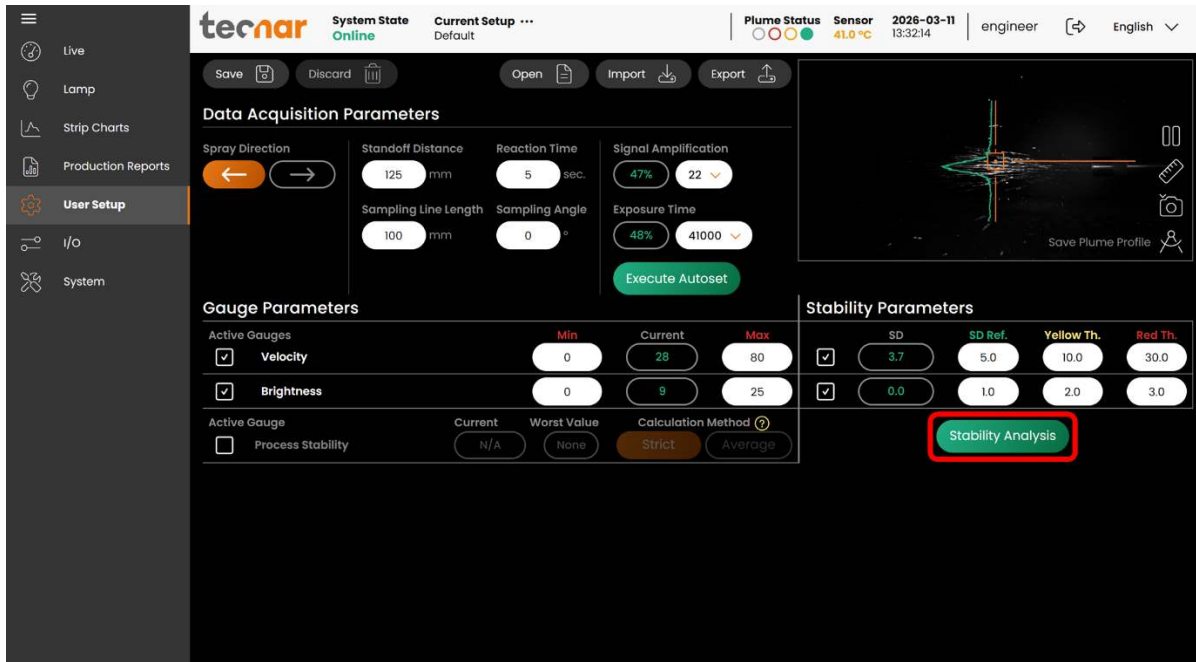 tecnar
System State
Online
Current Setup ···
Default
Plume Status
Sensor
41.0 °C
2026-03-11
13:32:14
engineer
English
Live
Lamp
Strip Charts
Production Reports
User Setup
I/O
System
Save
Discard
Open
Import
Export
Data Acquisition Parameters
Spray Direction
Standoff Distance
125 mm
Reaction Time
5 sec.
Signal Amplification
47% 22
Sampling Line Length
100 mm
Sampling Angle
0 °
Exposure Time
48% 41000
Execute Autoset
Save Plume Profile
Gauge Parameters
Active Gauges Min Current Max
Velocity 0 28 80
Brightness 0 9 25
Active Gauge Current Worst Value Calculation Method ?
Process Stability N/A None Strict Average
Stability Parameters
SD SD Ref. Yellow Th. Red Th.
3.7 5.0 10.0 30.0
0.0 1.0 2.0 3.0
Stability Analysis